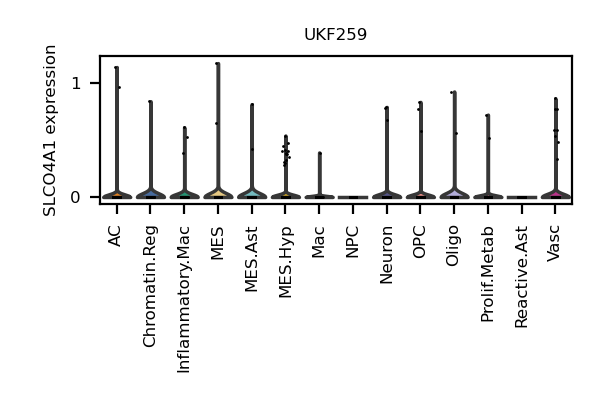 UKF259
SLCO4A1 expression
1
0
AC
Chromatin.Reg
Inflammatory.Mac
MES
MES.Ast
MES.Hyp
Mac
NPC
Neuron
OPC
Oligo
Prolif.Metab
Reactive.Ast
Vasc